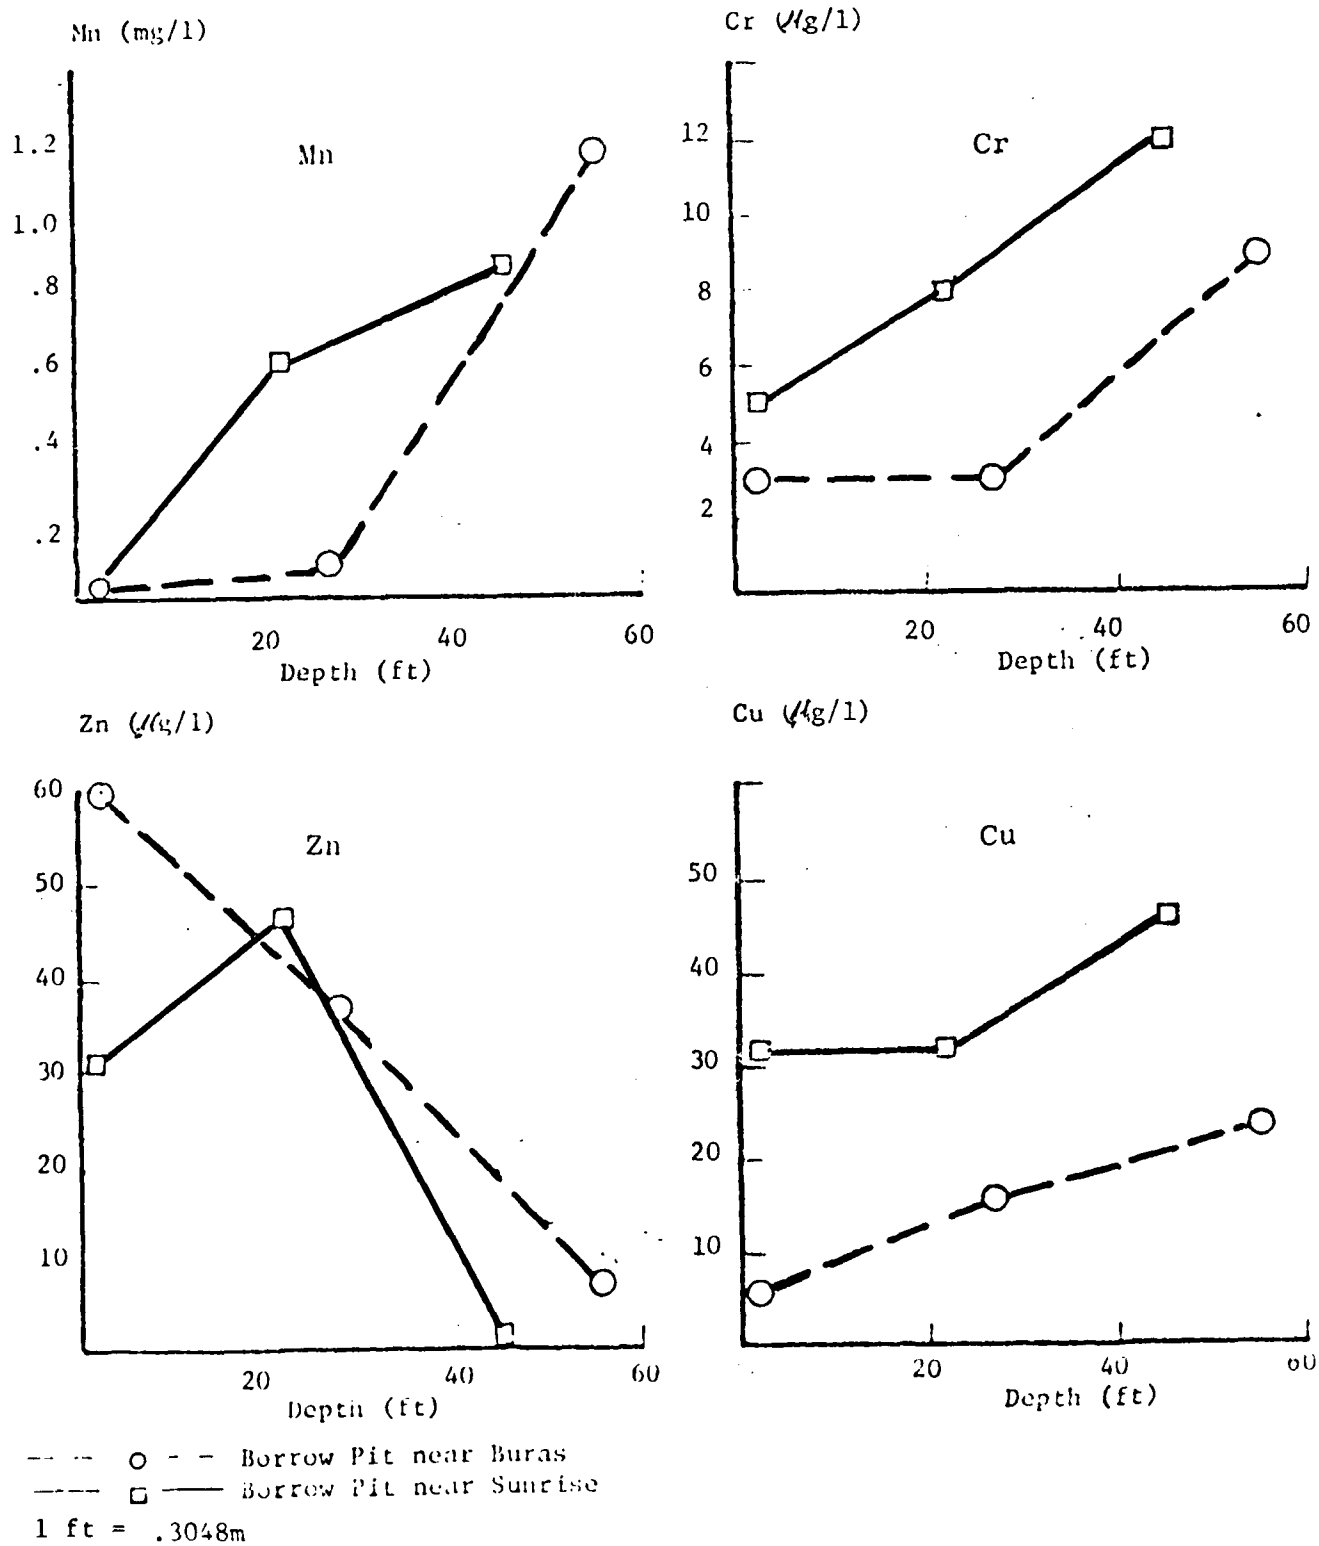 Mn (mg/l)
1.2
1.0
.8
.6
.4
.2
Mn
20 40 60
Depth (ft)
Cr (μg/l)
12
10
8
6
4
2
Cr
20 40 60
Depth (ft)
Zn (μg/l)
60
50
40
30
20
10
Zn
20 40 60
Depth (ft)
Cu (μg/l)
50
40
30
20
10
Cu
20 40 60
Depth (ft)
Borrow Pit near Buras
Borrow Pit near Sunrise
1 ft = .3048m